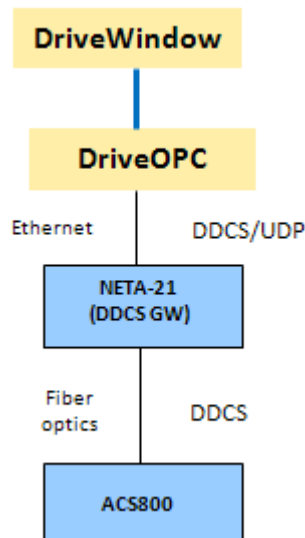 DriveWindow
DriveOPC
Ethernet
DDCS/UDP
NETA-21
(DDCS GW)
Fiber
optics
DDCS
ACS800